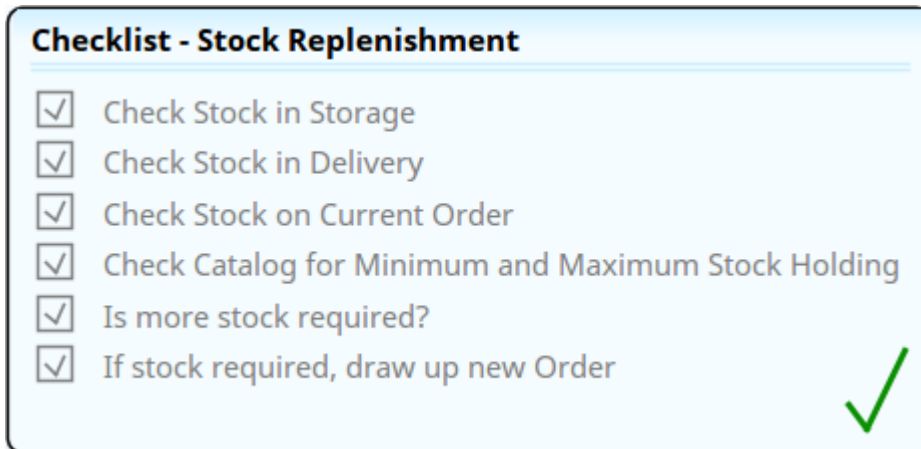 Checklist - Stock Replenishment
Check Stock in Storage
Check Stock in Delivery
Check Stock on Current Order
Check Catalog for Minimum and Maximum Stock Holding
Is more stock required?
If stock required, draw up new Order